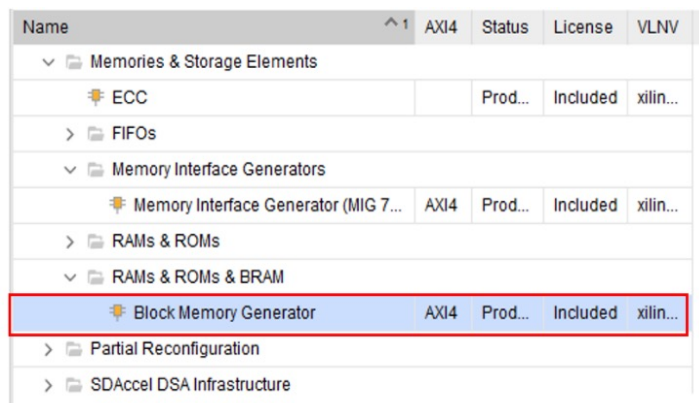 Name 1 AXI4 Status License VLNV
Memories & Storage Elements
ECC Prod... Included xilin...
FIFOs
Memory Interface Generators
Memory Interface Generator (MIG 7... AXI4 Prod... Included xilin...
RAMs & ROMs
RAMs & ROMs & BRAM
Block Memory Generator AXI4 Prod... Included xilin...
Partial Reconfiguration
SDAccel DSA Infrastructure